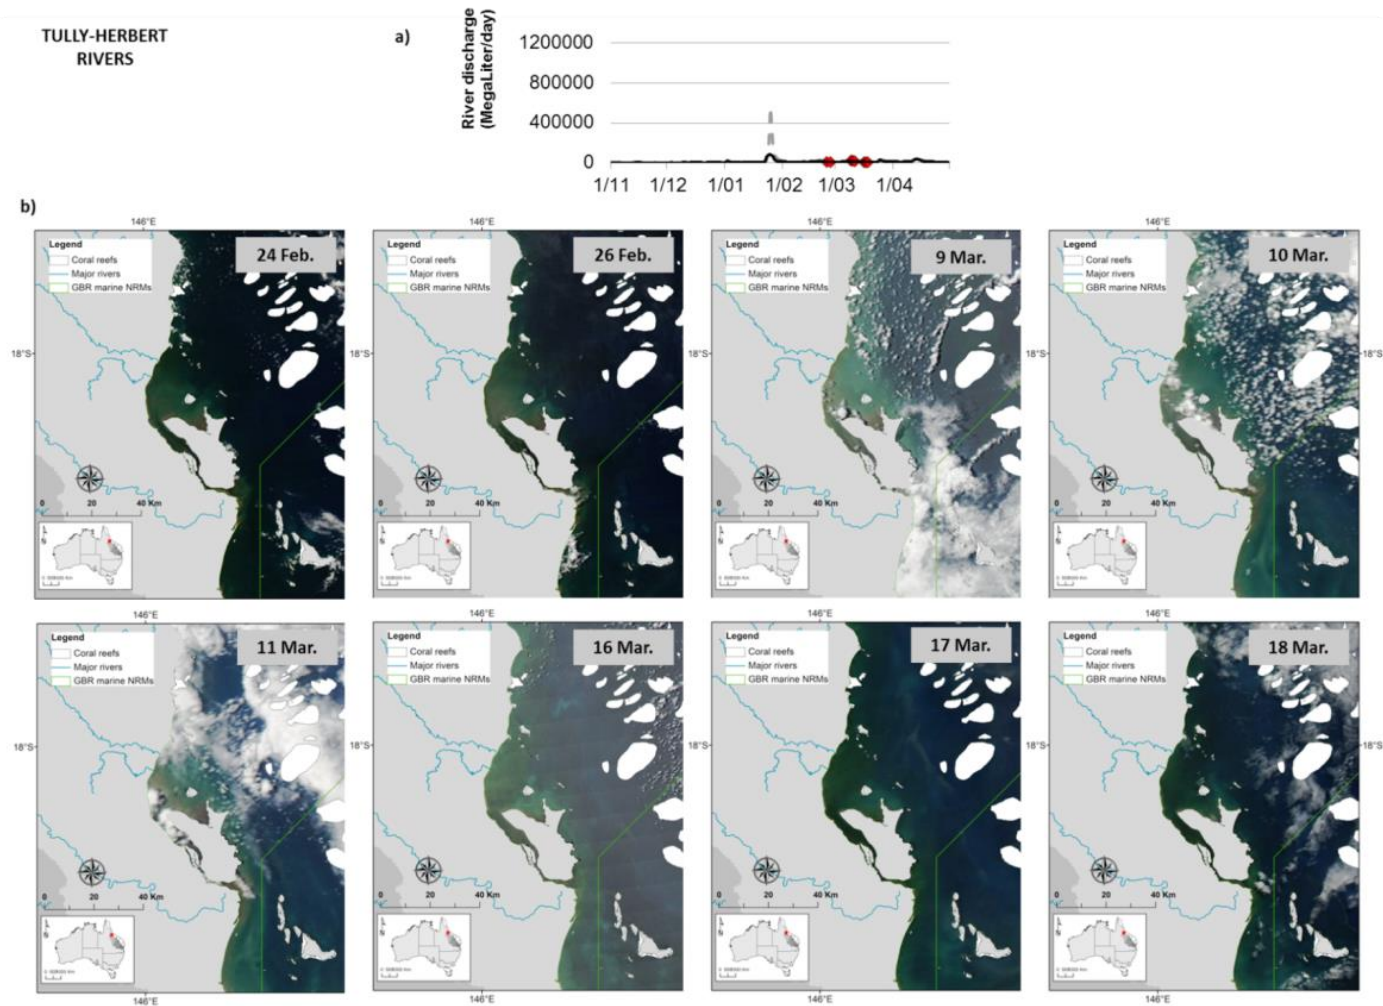 TULLY-HERBERT
RIVERS
a)
River discharge
(MegaLiter/day)
1200000
800000
400000
0
1/11 1/12 1/01 1/02 1/03 1/04
b)
146°E 146°E 146°E 146°E
Legend
Coral reefs
Major rivers
GBR marine NRMs
24 Feb.
18°S
0 20 40 Km
Legend
Coral reefs
Major rivers
GBR marine NRMs
26 Feb.
0 20 40 Km
Legend
Coral reefs
Major rivers
GBR marine NRMs
9 Mar.
0 20 40 Km
Legend
Coral reefs
Major rivers
GBR marine NRMs
10 Mar.
18°S
0 20 40 Km
146°E 146°E 146°E 146°E
Legend
Coral reefs
Major rivers
GBR marine NRMs
11 Mar.
18°S
0 20 40 Km
Legend
Coral reefs
Major rivers
GBR marine NRMs
16 Mar.
0 20 40 Km
Legend
Coral reefs
Major rivers
GBR marine NRMs
17 Mar.
0 20 40 Km
Legend
Coral reefs
Major rivers
GBR marine NRMs
18 Mar.
18°S
0 20 40 Km
146°E 146°E 146°E 146°E